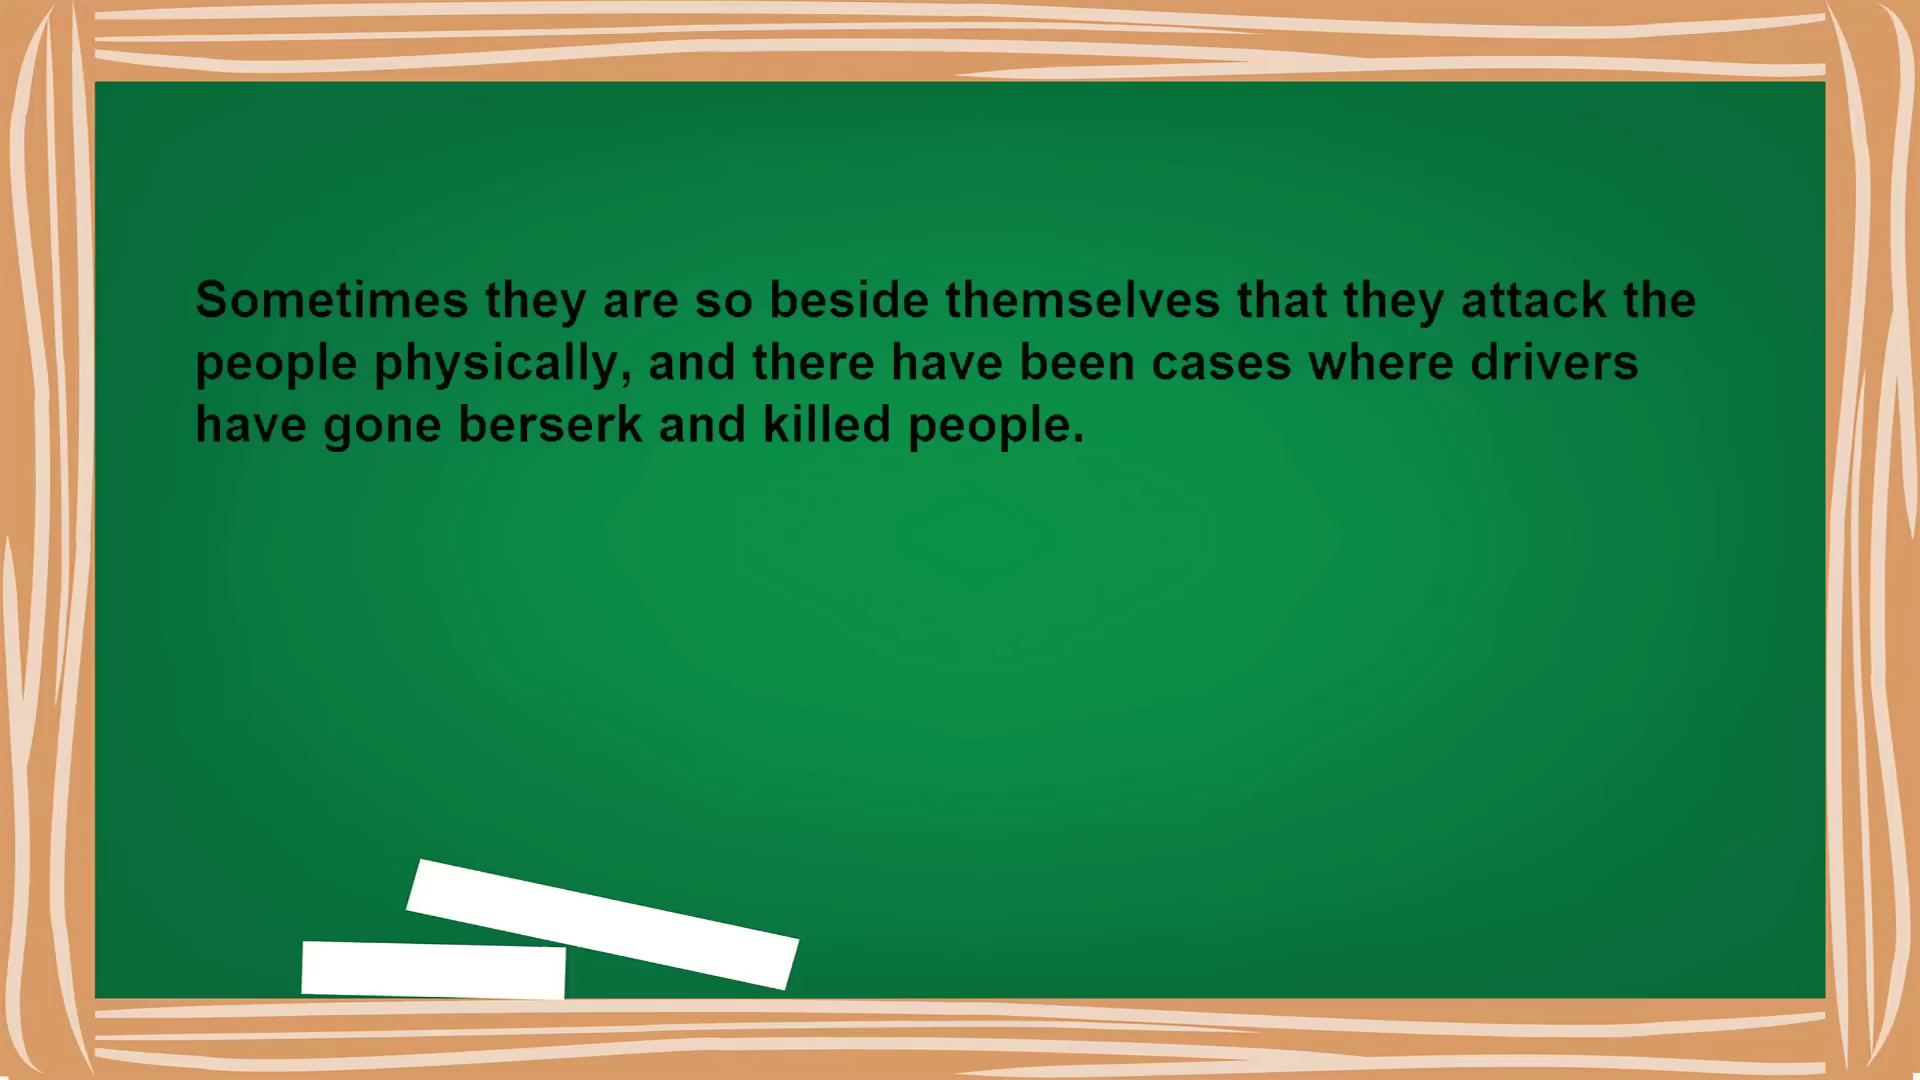 Sometimes they are so beside themselves that they attack the
people physically, and there have been cases where drivers
have gone berserk and killed people.